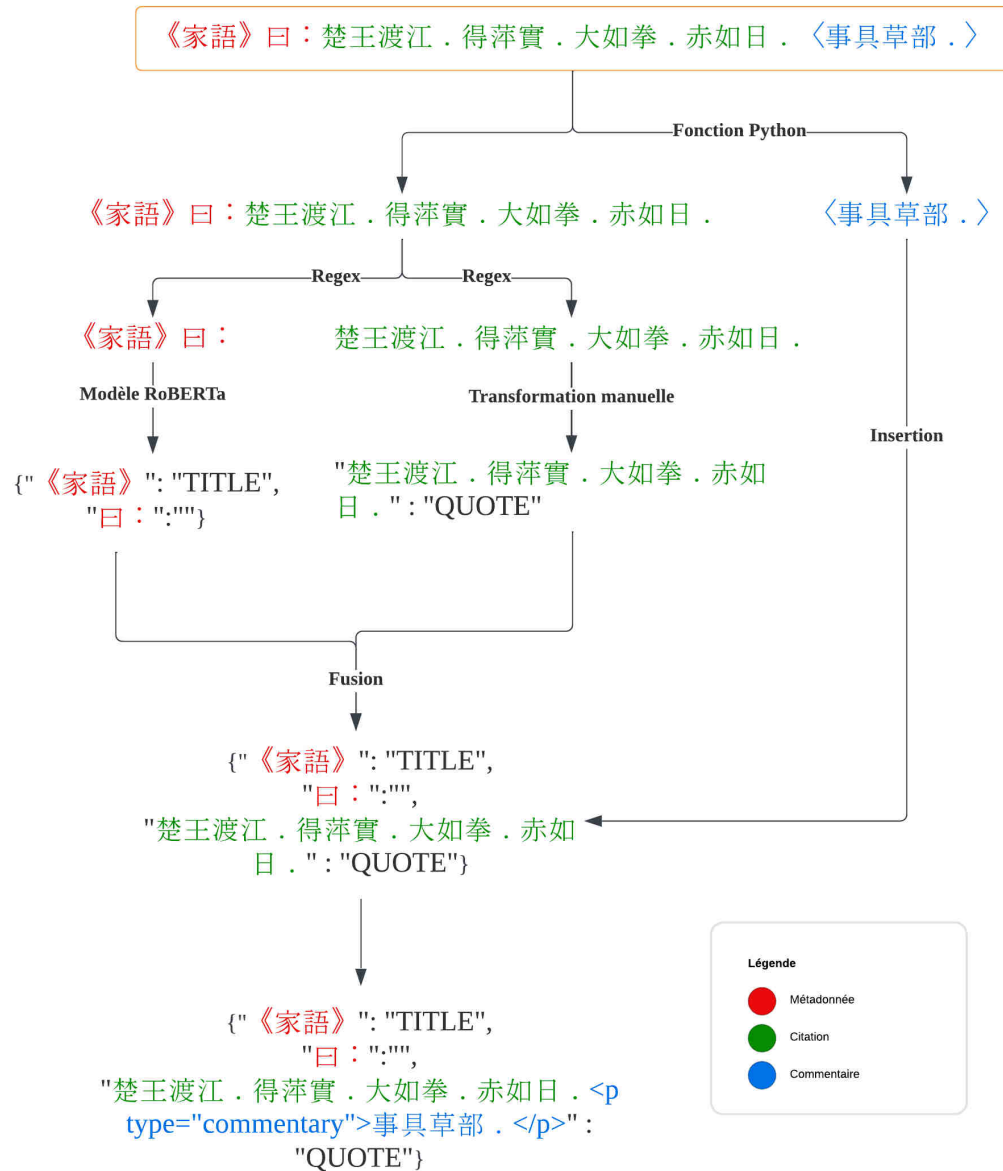 《家語》曰：楚王渡江．得萍實．大如拳．赤如日．〈事具草部．〉
Fonction Python
《家語》曰：楚王渡江．得萍實．大如拳．赤如日．
〈事具草部．〉
Regex
Regex
《家語》曰：
楚王渡江．得萍實．大如拳．赤如日．
Modèle RoBERTa
Transformation manuelle
Insertion
{"《家語》": "TITLE",
"曰：":""}
"楚王渡江．得萍實．大如拳．赤如
日．" : "QUOTE"
Fusion
{"《家語》": "TITLE",
"曰：":"",
"楚王渡江．得萍實．大如拳．赤如
日．" : "QUOTE"}
{"《家語》": "TITLE",
"曰：":"",
"楚王渡江．得萍實．大如拳．赤如日．<p
type="commentary">事具草部．</p>" :
"QUOTE"}
Légende
Métadonnée
Citation
Commentaire